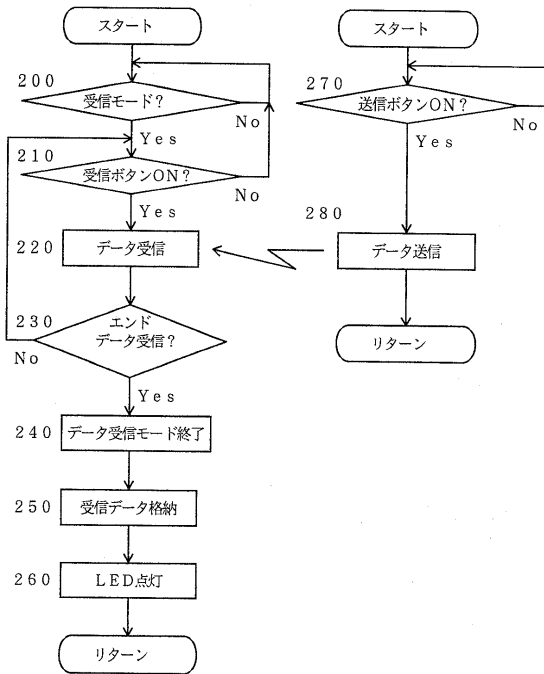 スタート
200
受信モード？
No
Yes
210
受信ボタンON？
No
Yes
220
データ受信
230
エンド
データ受信？
No
Yes
240
データ受信モード終了
250
受信データ格納
260
LED点灯
リターン
スタート
270
送信ボタンON？
No
Yes
280
データ送信
リターン